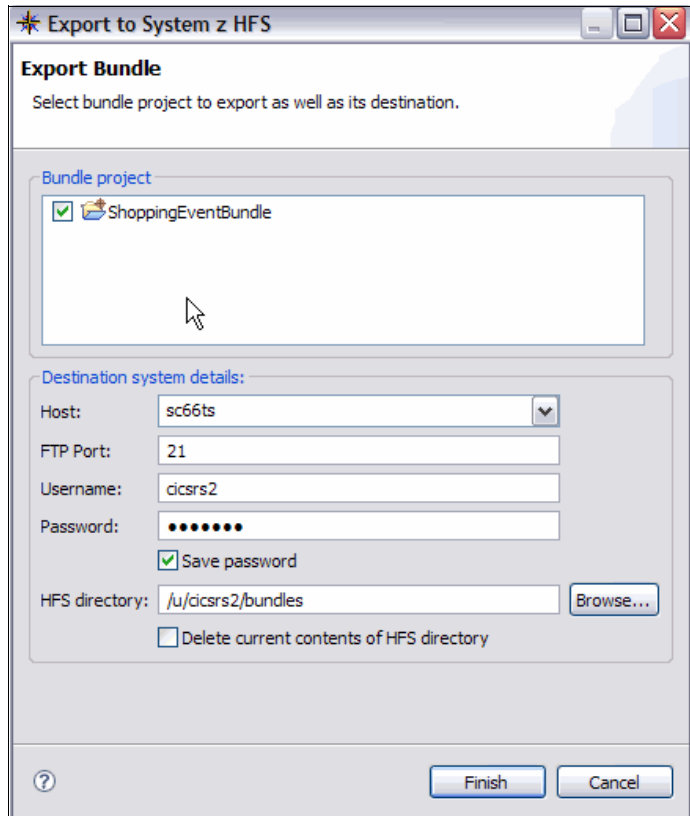 Export to System z HFS
Export Bundle
Select bundle project to export as well as its destination.
Bundle project
ShoppingEventBundle
Destination system details:
Host: sc66ts
FTP Port: 21
Username: cicsrs2
Password: •••••••
Save password
HFS directory: /u/cicsrs2/bundles Browse...
Delete current contents of HFS directory
? Finish Cancel